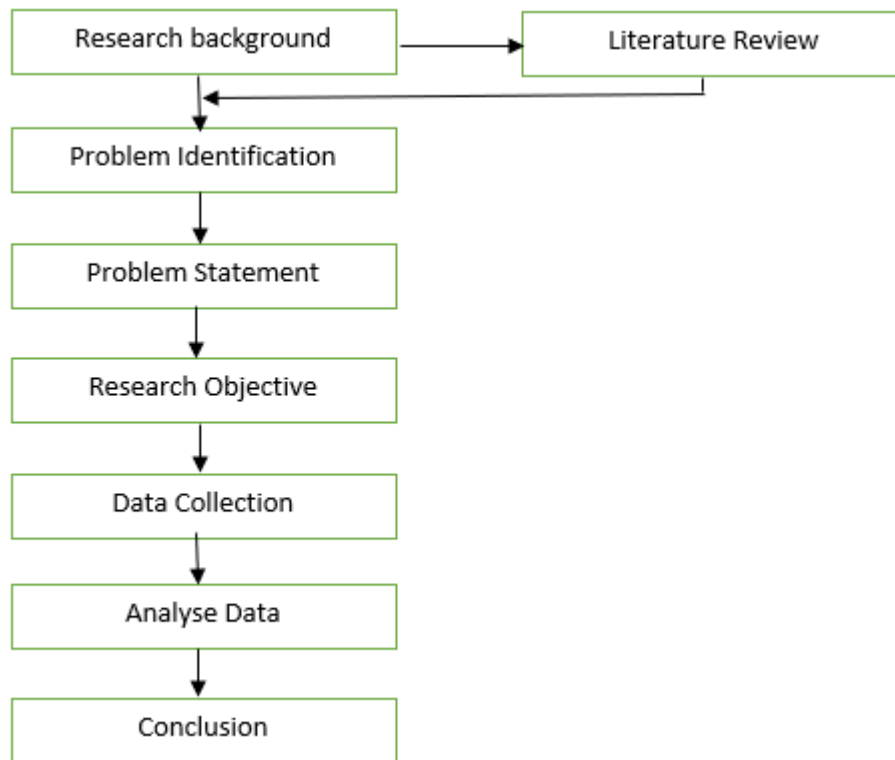 Research background
Literature Review
Problem Identification
Problem Statement
Research Objective
Data Collection
Analyse Data
Conclusion